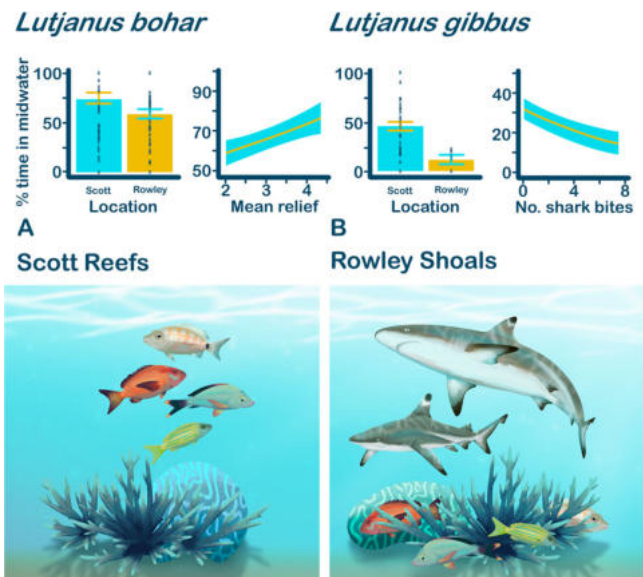 Lutjanus bohar
Lutjanus gibbus
% time in midwater
100
50
0
Scott
Rowley
Location
90
70
50
2
3
4
Mean relief
100
50
0
Scott
Rowley
Location
40
20
0
0
4
8
No. shark bites
A
B
Scott Reefs
Rowley Shoals